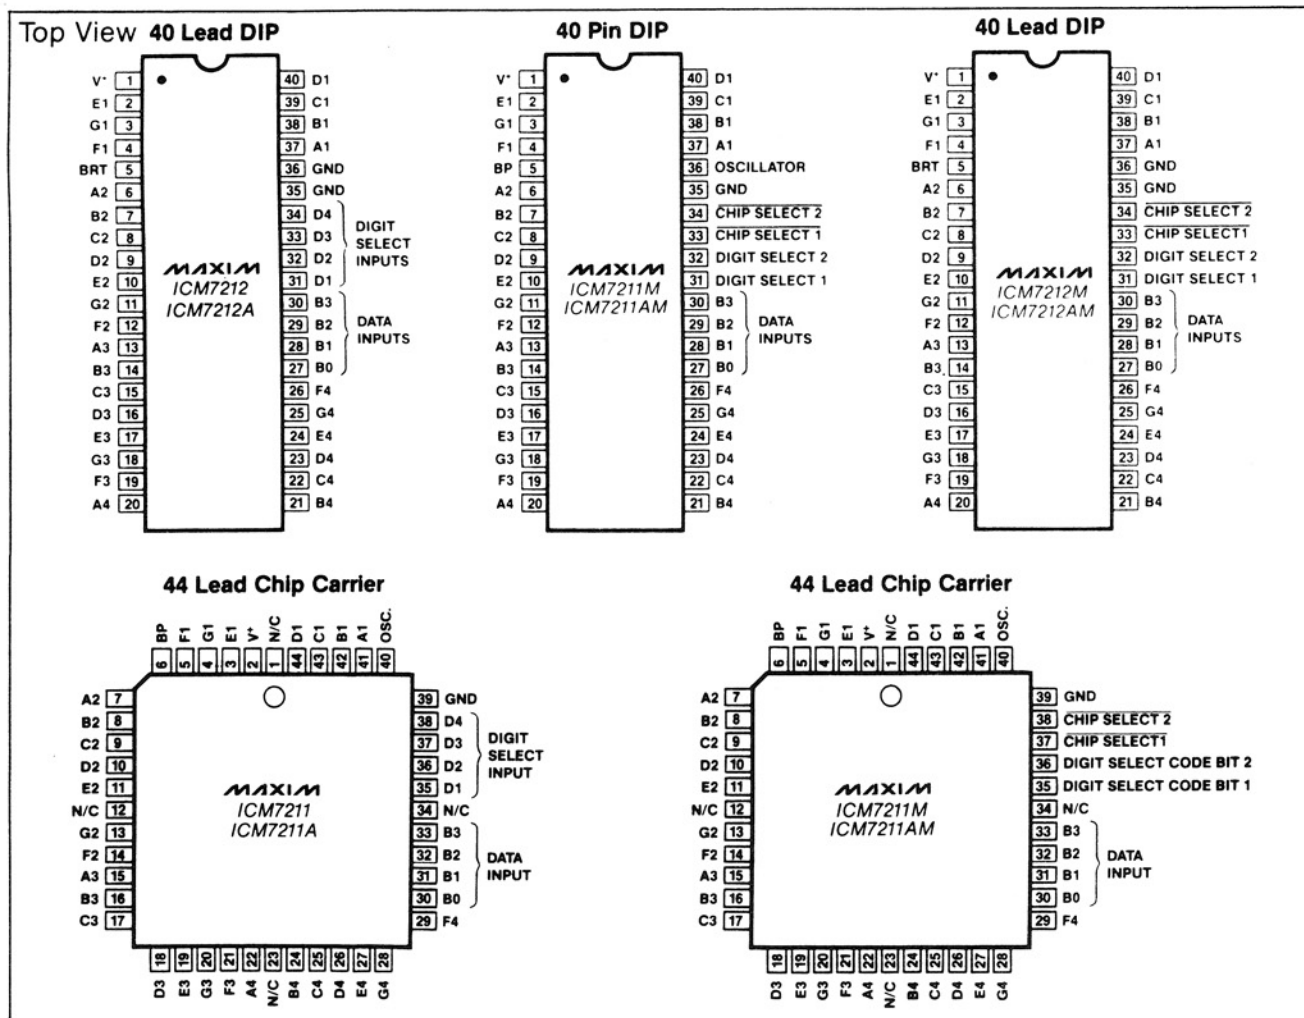 Top View
40 Lead DIP
V+ 1
E1 2
G1 3
F1 4
BRT 5
A2 6
B2 7
C2 8
D2 9
E2 10
G2 11
F2 12
A3 13
B3 14
C3 15
D3 16
E3 17
G3 18
F3 19
A4 20
MAXIM
ICM7212
ICM7212A
40 D1
39 C1
38 B1
37 A1
36 GND
35 GND
34 D4
33 D3
32 D2
31 D1
DIGIT
SELECT
INPUTS
30 B3
29 B2
28 B1
27 B0
DATA
INPUTS
26 F4
25 G4
24 E4
23 D4
22 C4
21 B4
40 Pin DIP
V+ 1
E1 2
G1 3
F1 4
BP 5
A2 6
B2 7
C2 8
D2 9
E2 10
G2 11
F2 12
A3 13
B3 14
C3 15
D3 16
E3 17
G3 18
F3 19
A4 20
MAXIM
ICM7211M
ICM7211AM
40 D1
39 C1
38 B1
37 A1
36 OSCILLATOR
35 GND
34 CHIP SELECT 2
33 CHIP SELECT 1
32 DIGIT SELECT 2
31 DIGIT SELECT 1
30 B3
29 B2
28 B1
27 B0
DATA
INPUTS
26 F4
25 G4
24 E4
23 D4
22 C4
21 B4
40 Lead DIP
V+ 1
E1 2
G1 3
F1 4
BRT 5
A2 6
B2 7
C2 8
D2 9
E2 10
G2 11
F2 12
A3 13
B3 14
C3 15
D3 16
E3 17
G3 18
F3 19
A4 20
MAXIM
ICM7212M
ICM7212AM
40 D1
39 C1
38 B1
37 A1
36 GND
35 GND
34 CHIP SELECT 2
33 CHIP SELECT1
32 DIGIT SELECT 2
31 DIGIT SELECT 1
30 B3
29 B2
28 B1
27 B0
DATA
INPUTS
26 F4
25 G4
24 E4
23 D4
22 C4
21 B4
44 Lead Chip Carrier
BP F1 G1 E1 V+ N/C D1 C1 B1 A1 OSC.
6 5 4 3 2 1 44 43 42 41 40
A2 7
B2 8
C2 9
D2 10
E2 11
N/C 12
G2 13
F2 14
A3 15
B3 16
C3 17
MAXIM
ICM7211
ICM7211A
39 GND
38 D4
37 D3
36 D2
35 D1
DIGIT
SELECT
INPUT
34 N/C
33 B3
32 B2
31 B1
30 B0
DATA
INPUT
29 F4
18 19 20 21 22 23 24 25 26 27 28
D3 E3 G3 F3 A4 N/C B4 C4 D4 E4 G4
44 Lead Chip Carrier
BP F1 G1 E1 V+ N/C D1 C1 B1 A1 OSC.
6 5 4 3 2 1 44 43 42 41 40
A2 7
B2 8
C2 9
D2 10
E2 11
N/C 12
G2 13
F2 14
A3 15
B3 16
C3 17
MAXIM
ICM7211M
ICM7211AM
39 GND
38 CHIP SELECT 2
37 CHIP SELECT1
36 DIGIT SELECT CODE BIT 2
35 DIGIT SELECT CODE BIT 1
34 N/C
33 B3
32 B2
31 B1
30 B0
DATA
INPUT
29 F4
18 19 20 21 22 23 24 25 26 27 28
D3 E3 G3 F3 A4 N/C B4 C4 D4 E4 G4